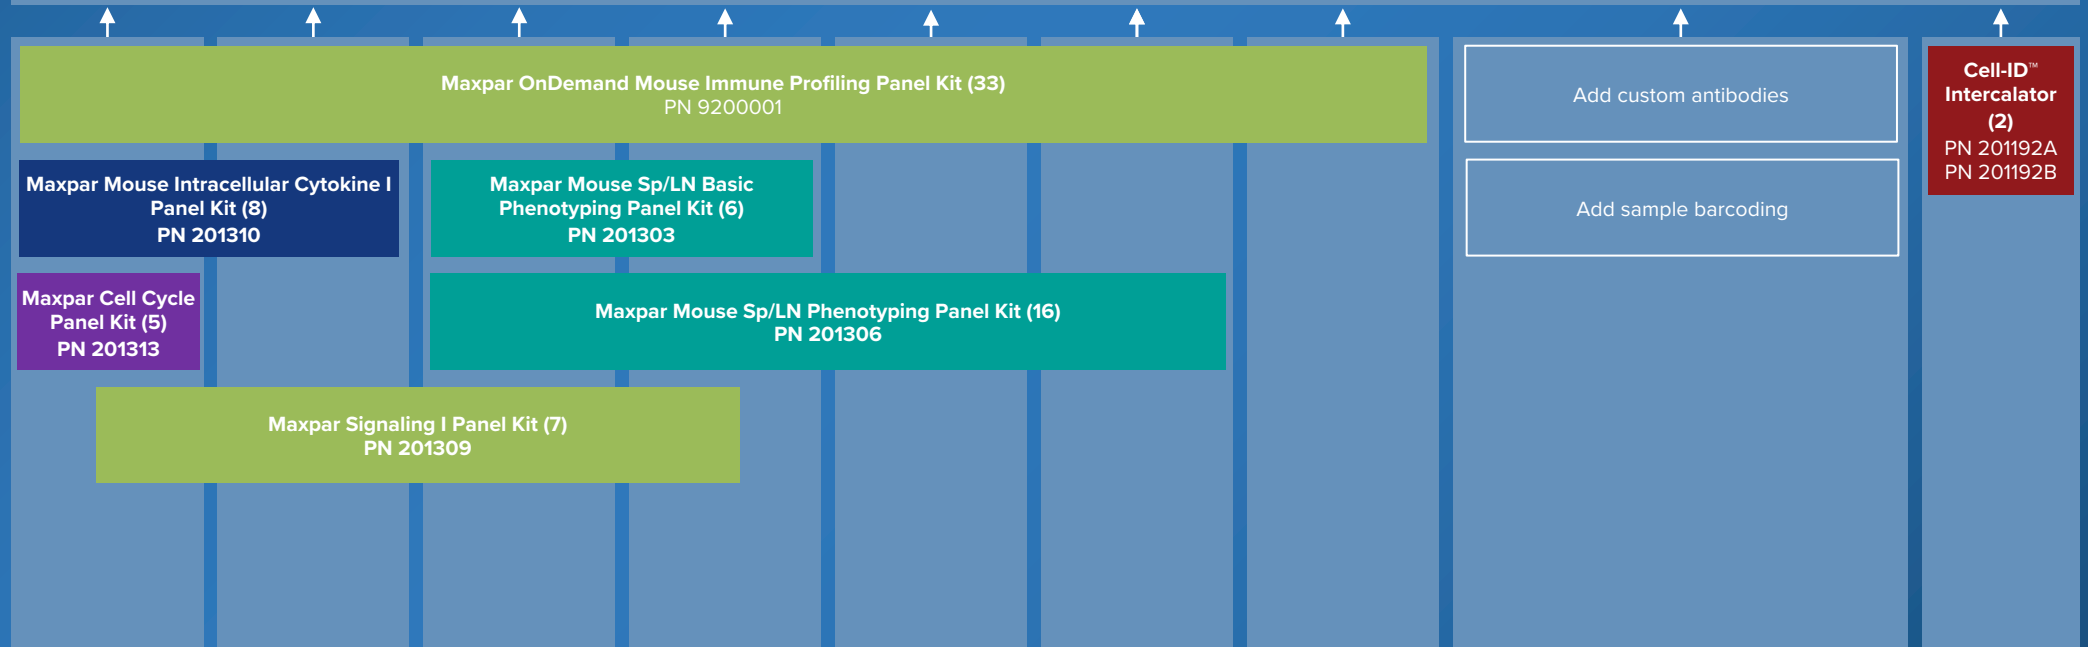 Maxpar OnDemand Mouse Immune Profiling Panel Kit (33)
PN 9200001
Add custom antibodies
Cell-ID™
Intercalator
(2)
PN 201192A
PN 201192B
Maxpar Mouse Intracellular Cytokine I
Panel Kit (8)
PN 201310
Maxpar Mouse Sp/LN Basic
Phenotyping Panel Kit (6)
PN 201303
Add sample barcoding
Maxpar Cell Cycle
Panel Kit (5)
PN 201313
Maxpar Mouse Sp/LN Phenotyping Panel Kit (16)
PN 201306
Maxpar Signaling I Panel Kit (7)
PN 201309